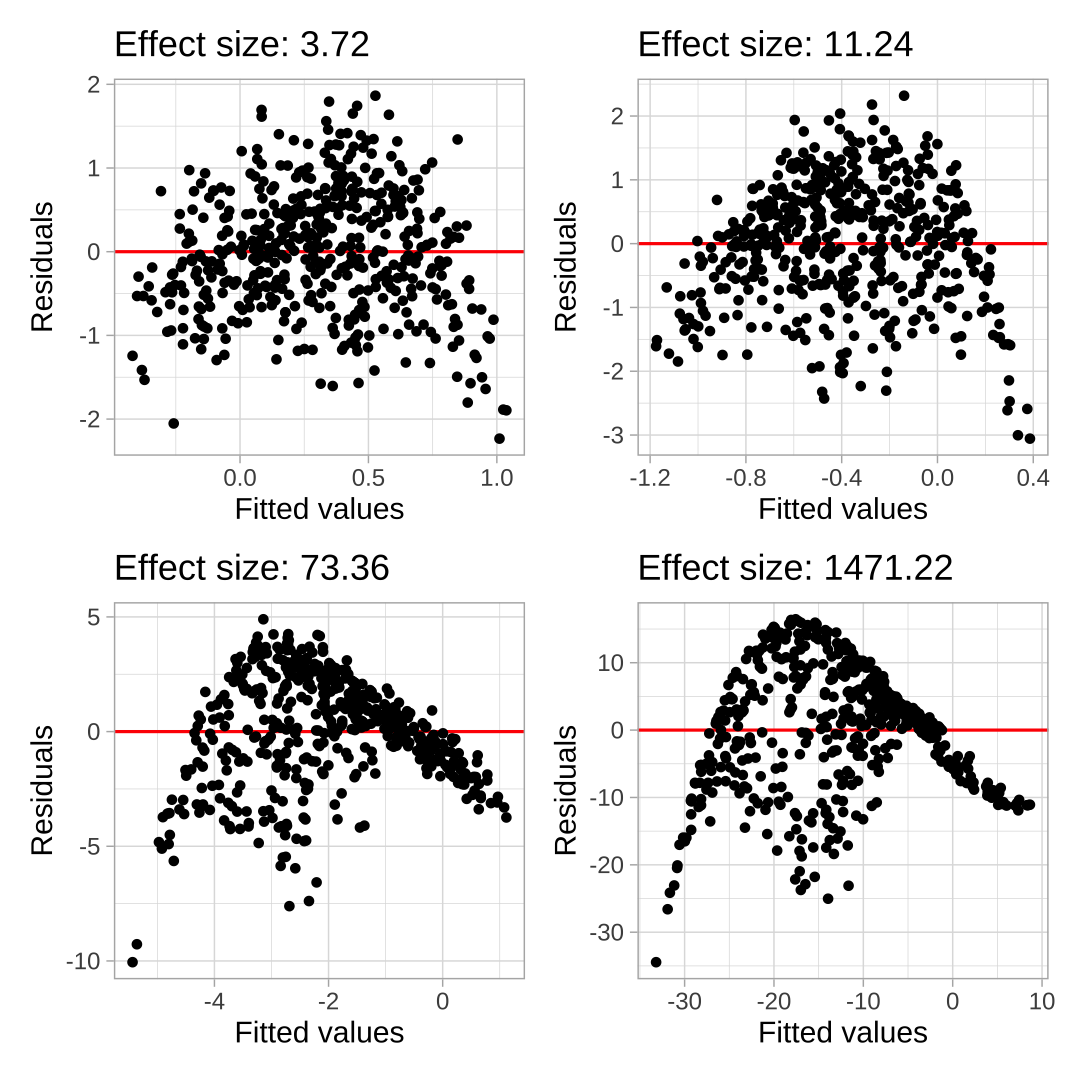 Effect size: 3.72
2
1
0
-1
-2
Residuals
0.0 0.5 1.0
Fitted values
Effect size: 11.24
2
1
0
-1
-2
-3
Residuals
-1.2 -0.8 -0.4 0.0 0.4
Fitted values
Effect size: 73.36
5
0
-5
-10
Residuals
-4 -2 0
Fitted values
Effect size: 1471.22
10
0
-10
-20
-30
Residuals
-30 -20 -10 0 10
Fitted values